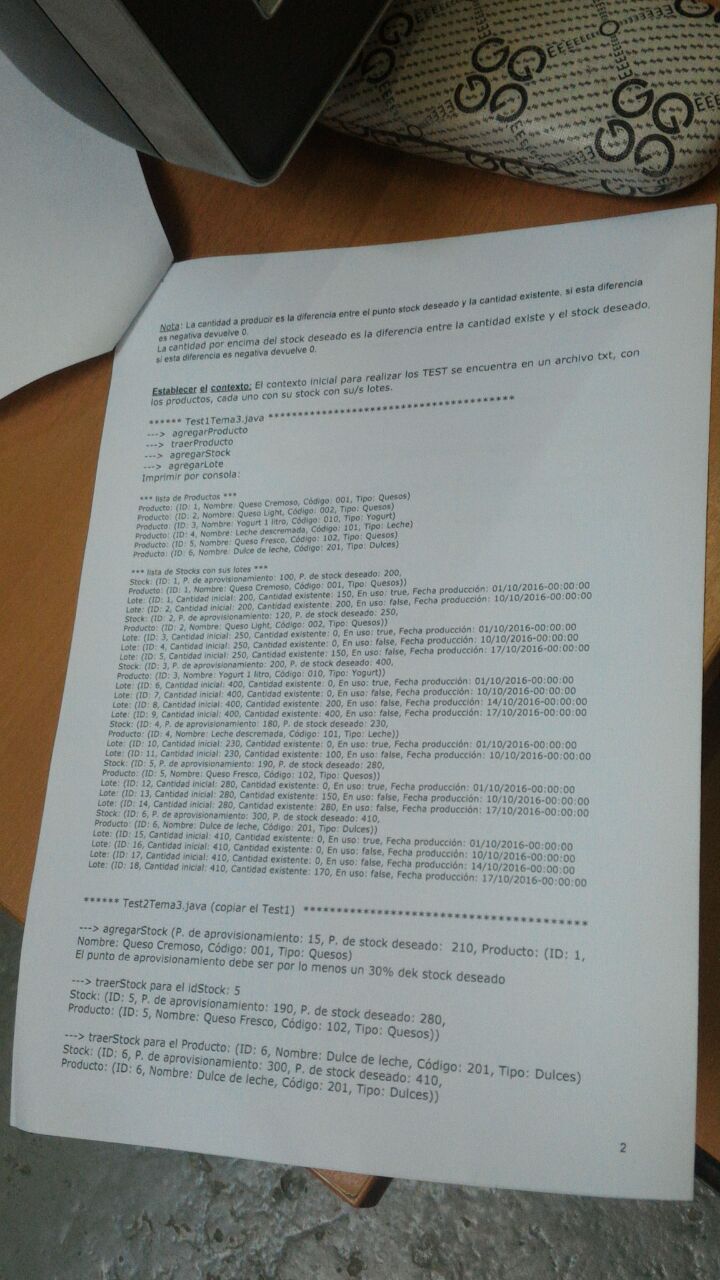 Nota: La cantidad a producir es la diferencia entre el punto stock deseado y la cantidad existente, si esta diferencia
es negativa devuelve 0.
La cantidad por encima del stock deseado es la diferencia entre la cantidad existe y el stock deseado,
si esta diferencia es negativa devuelve 0.
Establecer el contexto: El contexto inicial para realizar los TEST se encuentra en un archivo txt, con
los productos, cada uno con su stock con su/s lotes.
****** Test1Tema3.java ****************************************
---> agregarProducto
---> traerProducto
---> agregarStock
---> agregarLote
Imprimir por consola:
*** lista de Productos ***
Producto: (ID: 1, Nombre: Queso Cremoso, Código: 001, Tipo: Quesos)
Producto: (ID: 2, Nombre: Queso Light, Código: 002, Tipo: Quesos)
Producto: (ID: 3, Nombre: Yogurt 1 litro, Código: 010, Tipo: Yogurt)
Producto: (ID: 4, Nombre: Leche descremada, Código: 101, Tipo: Leche)
Producto: (ID: 5, Nombre: Queso Fresco, Código: 102, Tipo: Quesos)
Producto: (ID: 6, Nombre: Dulce de leche, Código: 201, Tipo: Dulces)
*** lista de Stocks con sus lotes ***
Stock: (ID: 1, P. de aprovisionamiento: 100, P. de stock deseado: 200,
Producto: (ID: 1, Nombre: Queso Cremoso, Código: 001, Tipo: Quesos))
Lote: (ID: 1, Cantidad inicial: 200, Cantidad existente: 150, En uso: true, Fecha producción: 01/10/2016-00:00:00
Lote: (ID: 2, Cantidad inicial: 200, Cantidad existente: 200, En uso: false, Fecha producción: 10/10/2016-00:00:00
Stock: (ID: 2, P. de aprovisionamiento: 120, P. de stock deseado: 250,
Producto: (ID: 2, Nombre: Queso Light, Código: 002, Tipo: Quesos))
Lote: (ID: 3, Cantidad inicial: 250, Cantidad existente: 0, En uso: true, Fecha producción: 01/10/2016-00:00:00
Lote: (ID: 4, Cantidad inicial: 250, Cantidad existente: 0, En uso: false, Fecha producción: 10/10/2016-00:00:00
Lote: (ID: 5, Cantidad inicial: 250, Cantidad existente: 150, En uso: false, Fecha producción: 17/10/2016-00:00:00
Stock: (ID: 3, P. de aprovisionamiento: 200, P. de stock deseado: 400,
Producto: (ID: 3, Nombre: Yogurt 1 litro, Código: 010, Tipo: Yogurt))
Lote: (ID: 6, Cantidad inicial: 400, Cantidad existente: 0, En uso: true, Fecha producción: 01/10/2016-00:00:00
Lote: (ID: 7, Cantidad inicial: 400, Cantidad existente: 0, En uso: false, Fecha producción: 10/10/2016-00:00:00
Lote: (ID: 8, Cantidad inicial: 400, Cantidad existente: 200, En uso: false, Fecha producción: 14/10/2016-00:00:00
Lote: (ID: 9, Cantidad inicial: 400, Cantidad existente: 400, En uso: false, Fecha producción: 17/10/2016-00:00:00
Stock: (ID: 4, P. de aprovisionamiento: 180, P. de stock deseado: 230,
Producto: (ID: 4, Nombre: Leche descremada, Código: 101, Tipo: Leche))
Lote: (ID: 10, Cantidad inicial: 230, Cantidad existente: 0, En uso: true, Fecha producción: 01/10/2016-00:00:00
Lote: (ID: 11, Cantidad inicial: 230, Cantidad existente: 100, En uso: false, Fecha producción: 10/10/2016-00:00:00
Stock: (ID: 5, P. de aprovisionamiento: 190, P. de stock deseado: 280,
Producto: (ID: 5, Nombre: Queso Fresco, Código: 102, Tipo: Quesos))
Lote: (ID: 12, Cantidad inicial: 280, Cantidad existente: 0, En uso: true, Fecha producción: 01/10/2016-00:00:00
Lote: (ID: 13, Cantidad inicial: 280, Cantidad existente: 150, En uso: false, Fecha producción: 10/10/2016-00:00:00
Lote: (ID: 14, Cantidad inicial: 280, Cantidad existente: 280, En uso: false, Fecha producción: 17/10/2016-00:00:00
Stock: (ID: 6, P. de aprovisionamiento: 300, P. de stock deseado: 410,
Producto: (ID: 6, Nombre: Dulce de leche, Código: 201, Tipo: Dulces))
Lote: (ID: 15, Cantidad inicial: 410, Cantidad existente: 0, En uso: true, Fecha producción: 01/10/2016-00:00:00
Lote: (ID: 16, Cantidad inicial: 410, Cantidad existente: 0, En uso: false, Fecha producción: 10/10/2016-00:00:00
Lote: (ID: 17, Cantidad inicial: 410, Cantidad existente: 0, En uso: false, Fecha producción: 14/10/2016-00:00:00
Lote: (ID: 18, Cantidad inicial: 410, Cantidad existente: 170, En uso: false, Fecha producción: 17/10/2016-00:00:00
****** Test2Tema3.java (copiar el Test1) ****************************************
---> agregarStock (P. de aprovisionamiento: 15, P. de stock deseado: 210, Producto: (ID: 1,
Nombre: Queso Cremoso, Código: 001, Tipo: Quesos)
El punto de aprovisionamiento debe ser por lo menos un 30% dek stock deseado
---> traerStock para el idStock: 5
Stock: (ID: 5, P. de aprovisionamiento: 190, P. de stock deseado: 280,
Producto: (ID: 5, Nombre: Queso Fresco, Código: 102, Tipo: Quesos))
---> traerStock para el Producto: (ID: 6, Nombre: Dulce de leche, Código: 201, Tipo: Dulces)
Stock: (ID: 6, P. de aprovisionamiento: 300, P. de stock deseado: 410,
Producto: (ID: 6, Nombre: Dulce de leche, Código: 201, Tipo: Dulces))
2